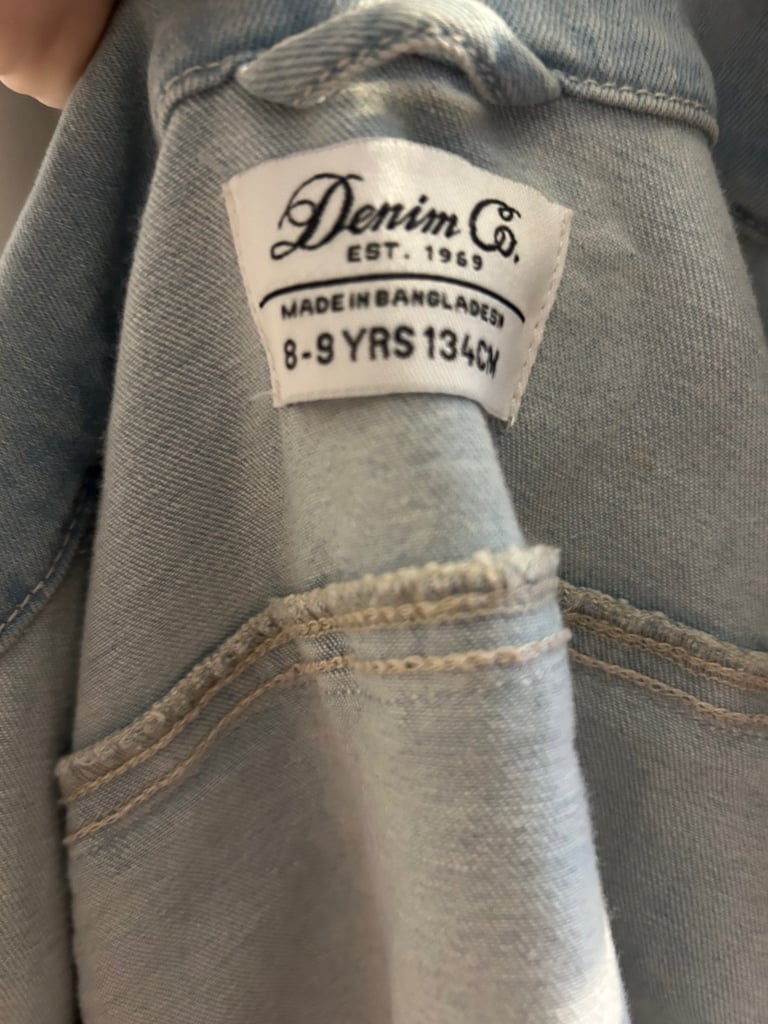 Denim Co.
EST. 1969
MADE IN BANGLADESH
8-9 YRS 134CM